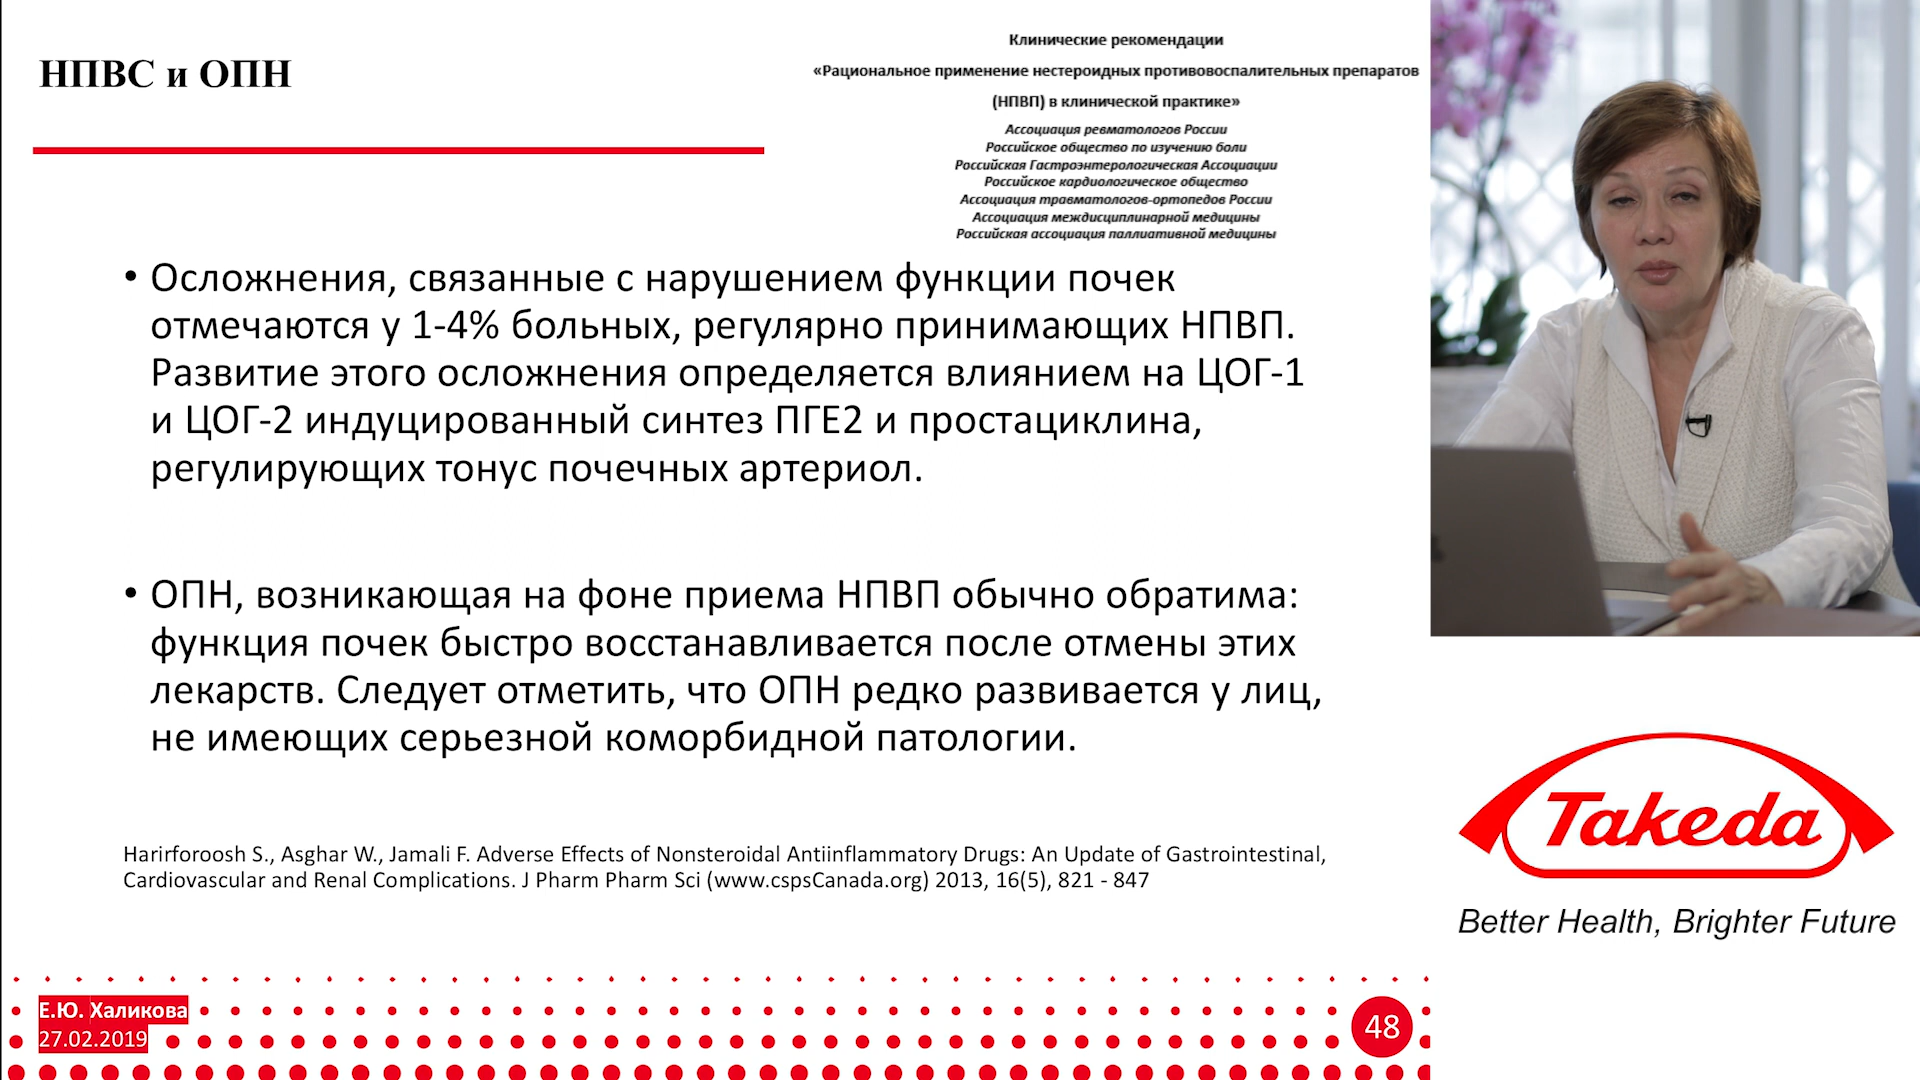 НПВС и ОПН
Клинические рекомендации
«Рациональное применение нестероидных противовоспалительных препаратов
(НПВП) в клинической практике»
Ассоциация ревматологов России
Российское общество по изучению боли
Российская Гастроэнтерологическая Ассоциации
Российское кардиологическое общество
Ассоциация травматологов-ортопедов России
Ассоциация междисциплинарной медицины
Российская ассоциация паллиативной медицины
• Осложнения, связанные с нарушением функции почек
отмечаются у 1-4% больных, регулярно принимающих НПВП.
Развитие этого осложнения определяется влиянием на ЦОГ-1
и ЦОГ-2 индуцированный синтез ПГЕ2 и простациклина,
регулирующих тонус почечных артериол.
• ОПН, возникающая на фоне приема НПВП обычно обратима:
функция почек быстро восстанавливается после отмены этих
лекарств. Следует отметить, что ОПН редко развивается у лиц,
не имеющих серьезной коморбидной патологии.
Harirforoosh S., Asghar W., Jamali F. Adverse Effects of Nonsteroidal Antiinflammatory Drugs: An Update of Gastrointestinal,
Cardiovascular and Renal Complications. J Pharm Pharm Sci (www.cspsCanada.org) 2013, 16(5), 821 - 847
Е.Ю. Халикова
27.02.2019
48
Takeda
Better Health, Brighter Future